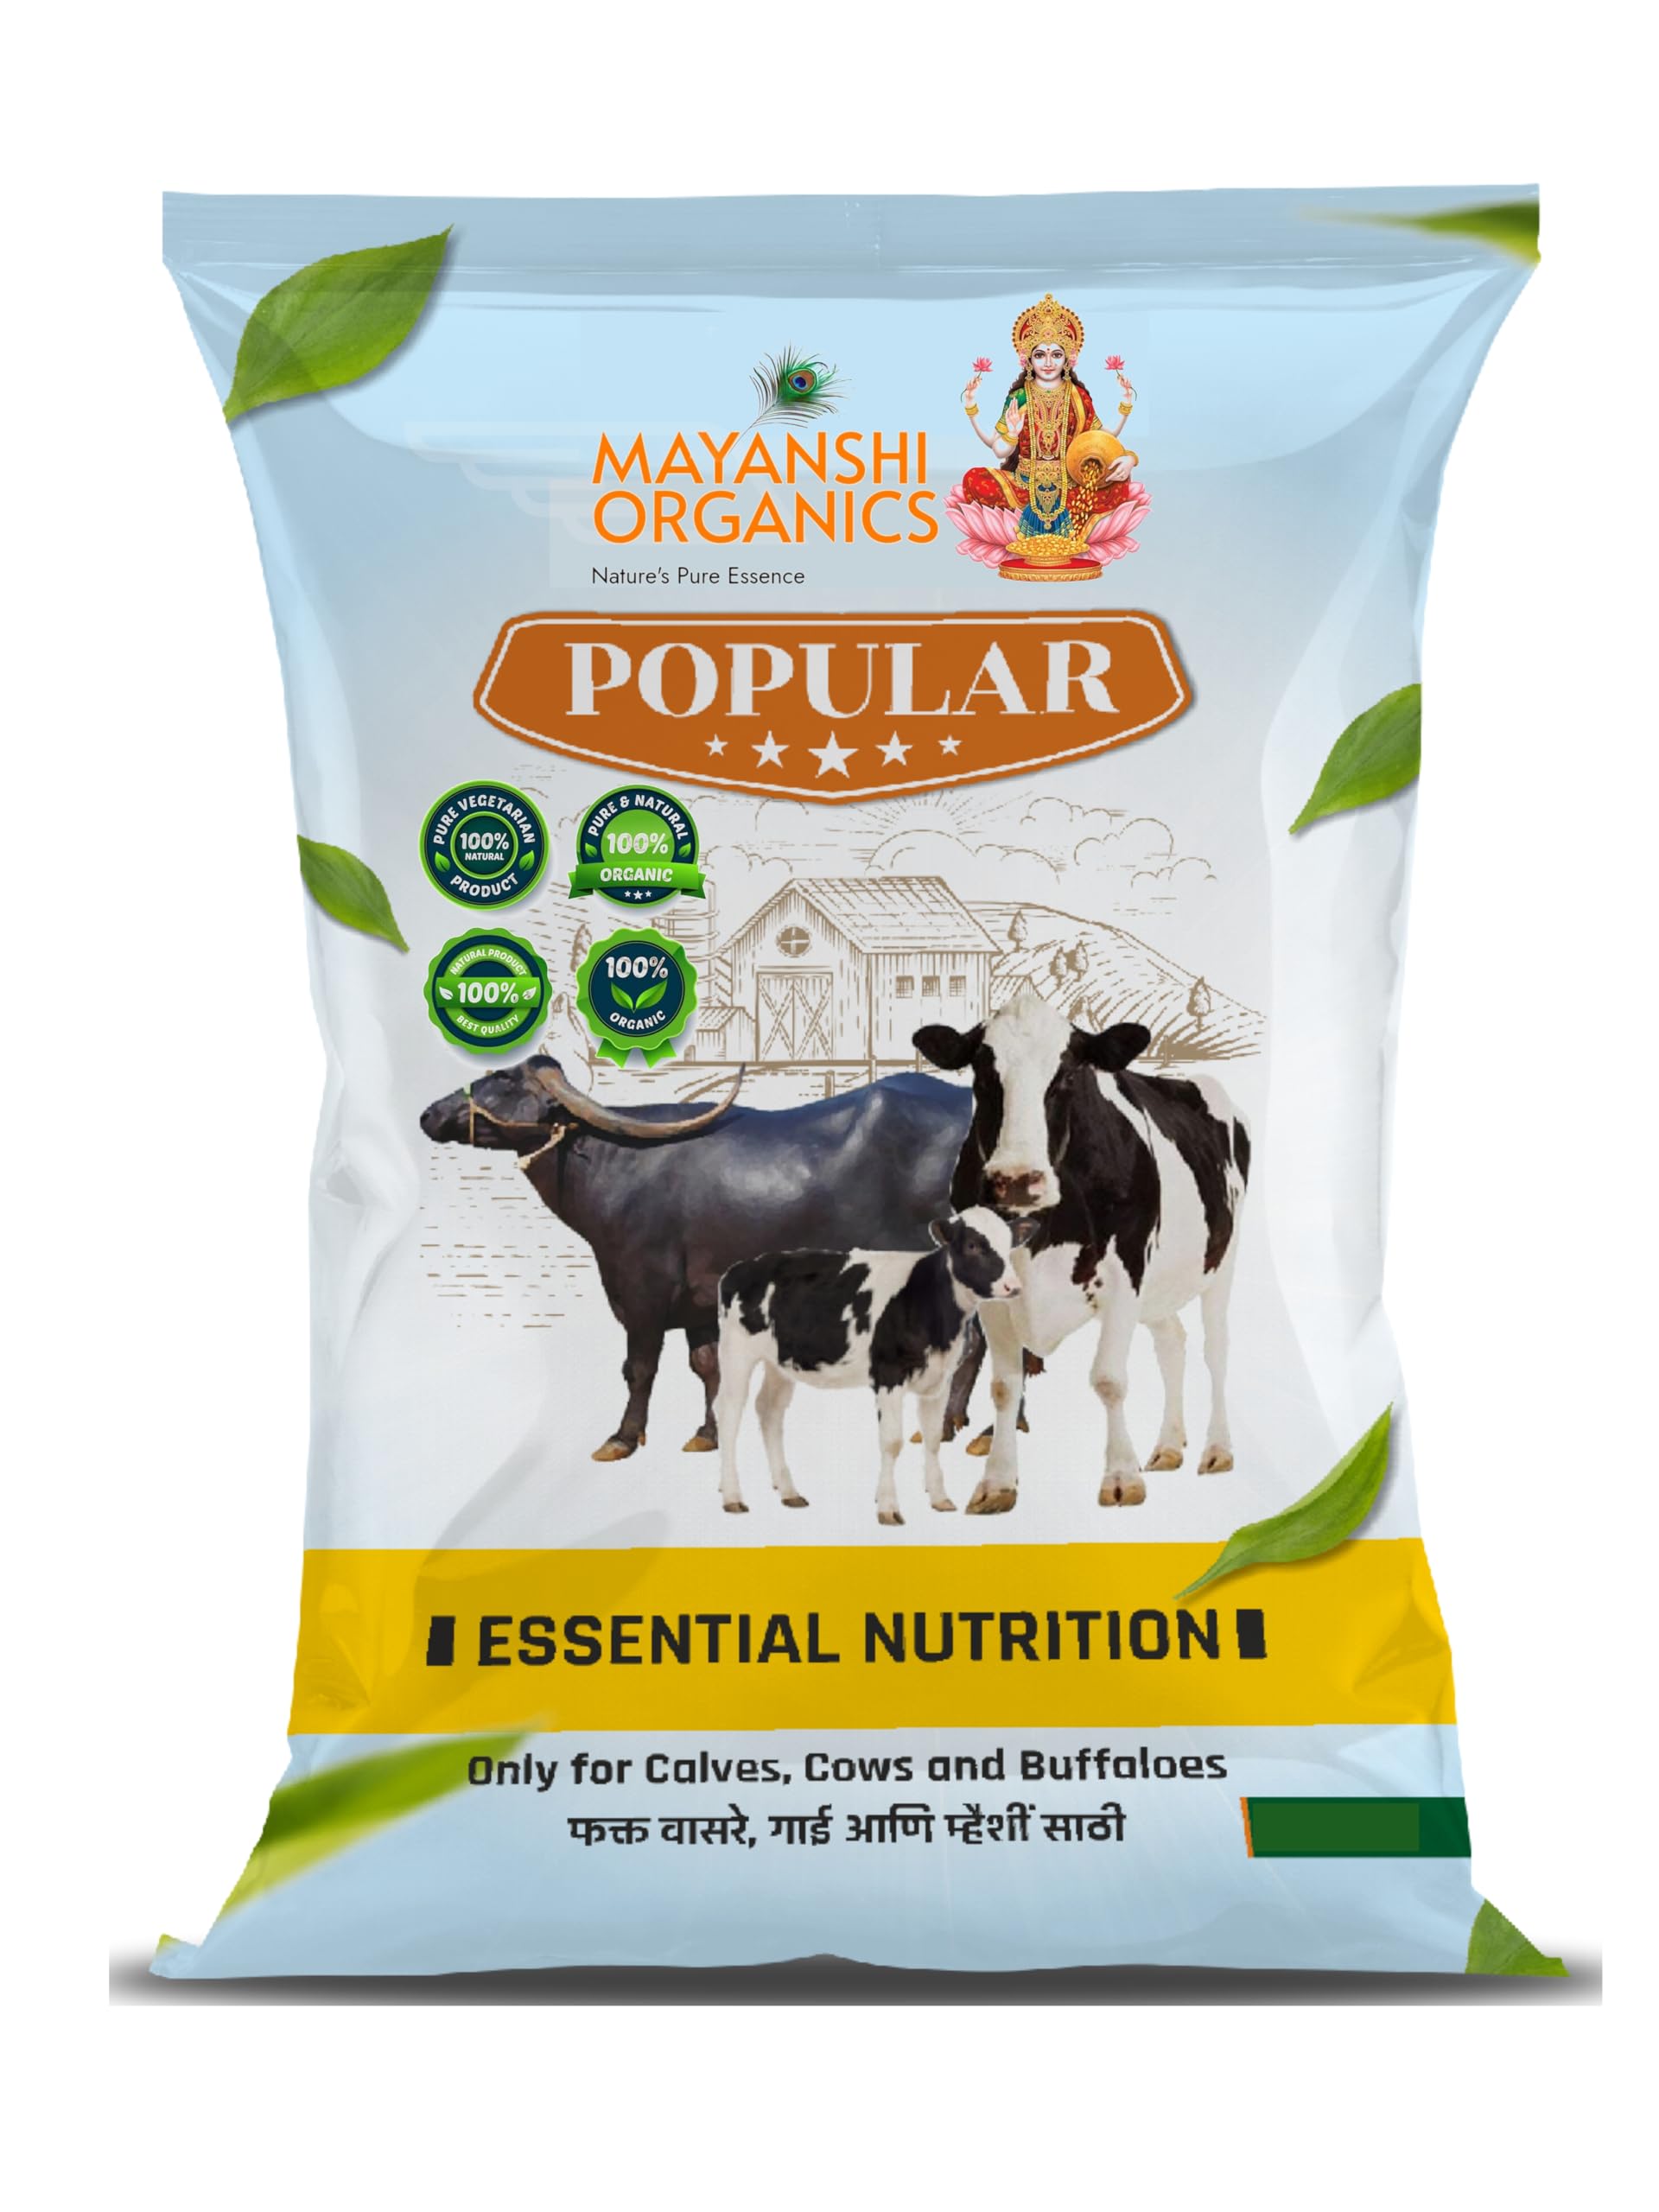 MAYANSHI
ORGANICS
Nature's Pure Essence
POPULAR
PURE VEGETARIAN
100%
NATURAL
PRODUCT
PURE & NATURAL
100%
ORGANIC
NATURAL PRODUCT
100%
BEST QUALITY
100%
ORGANIC
ESSENTIAL NUTRITION
Only for Calves, Cows and Buffaloes
फक्त वासरे, गाई आणि म्हैशीं साठी